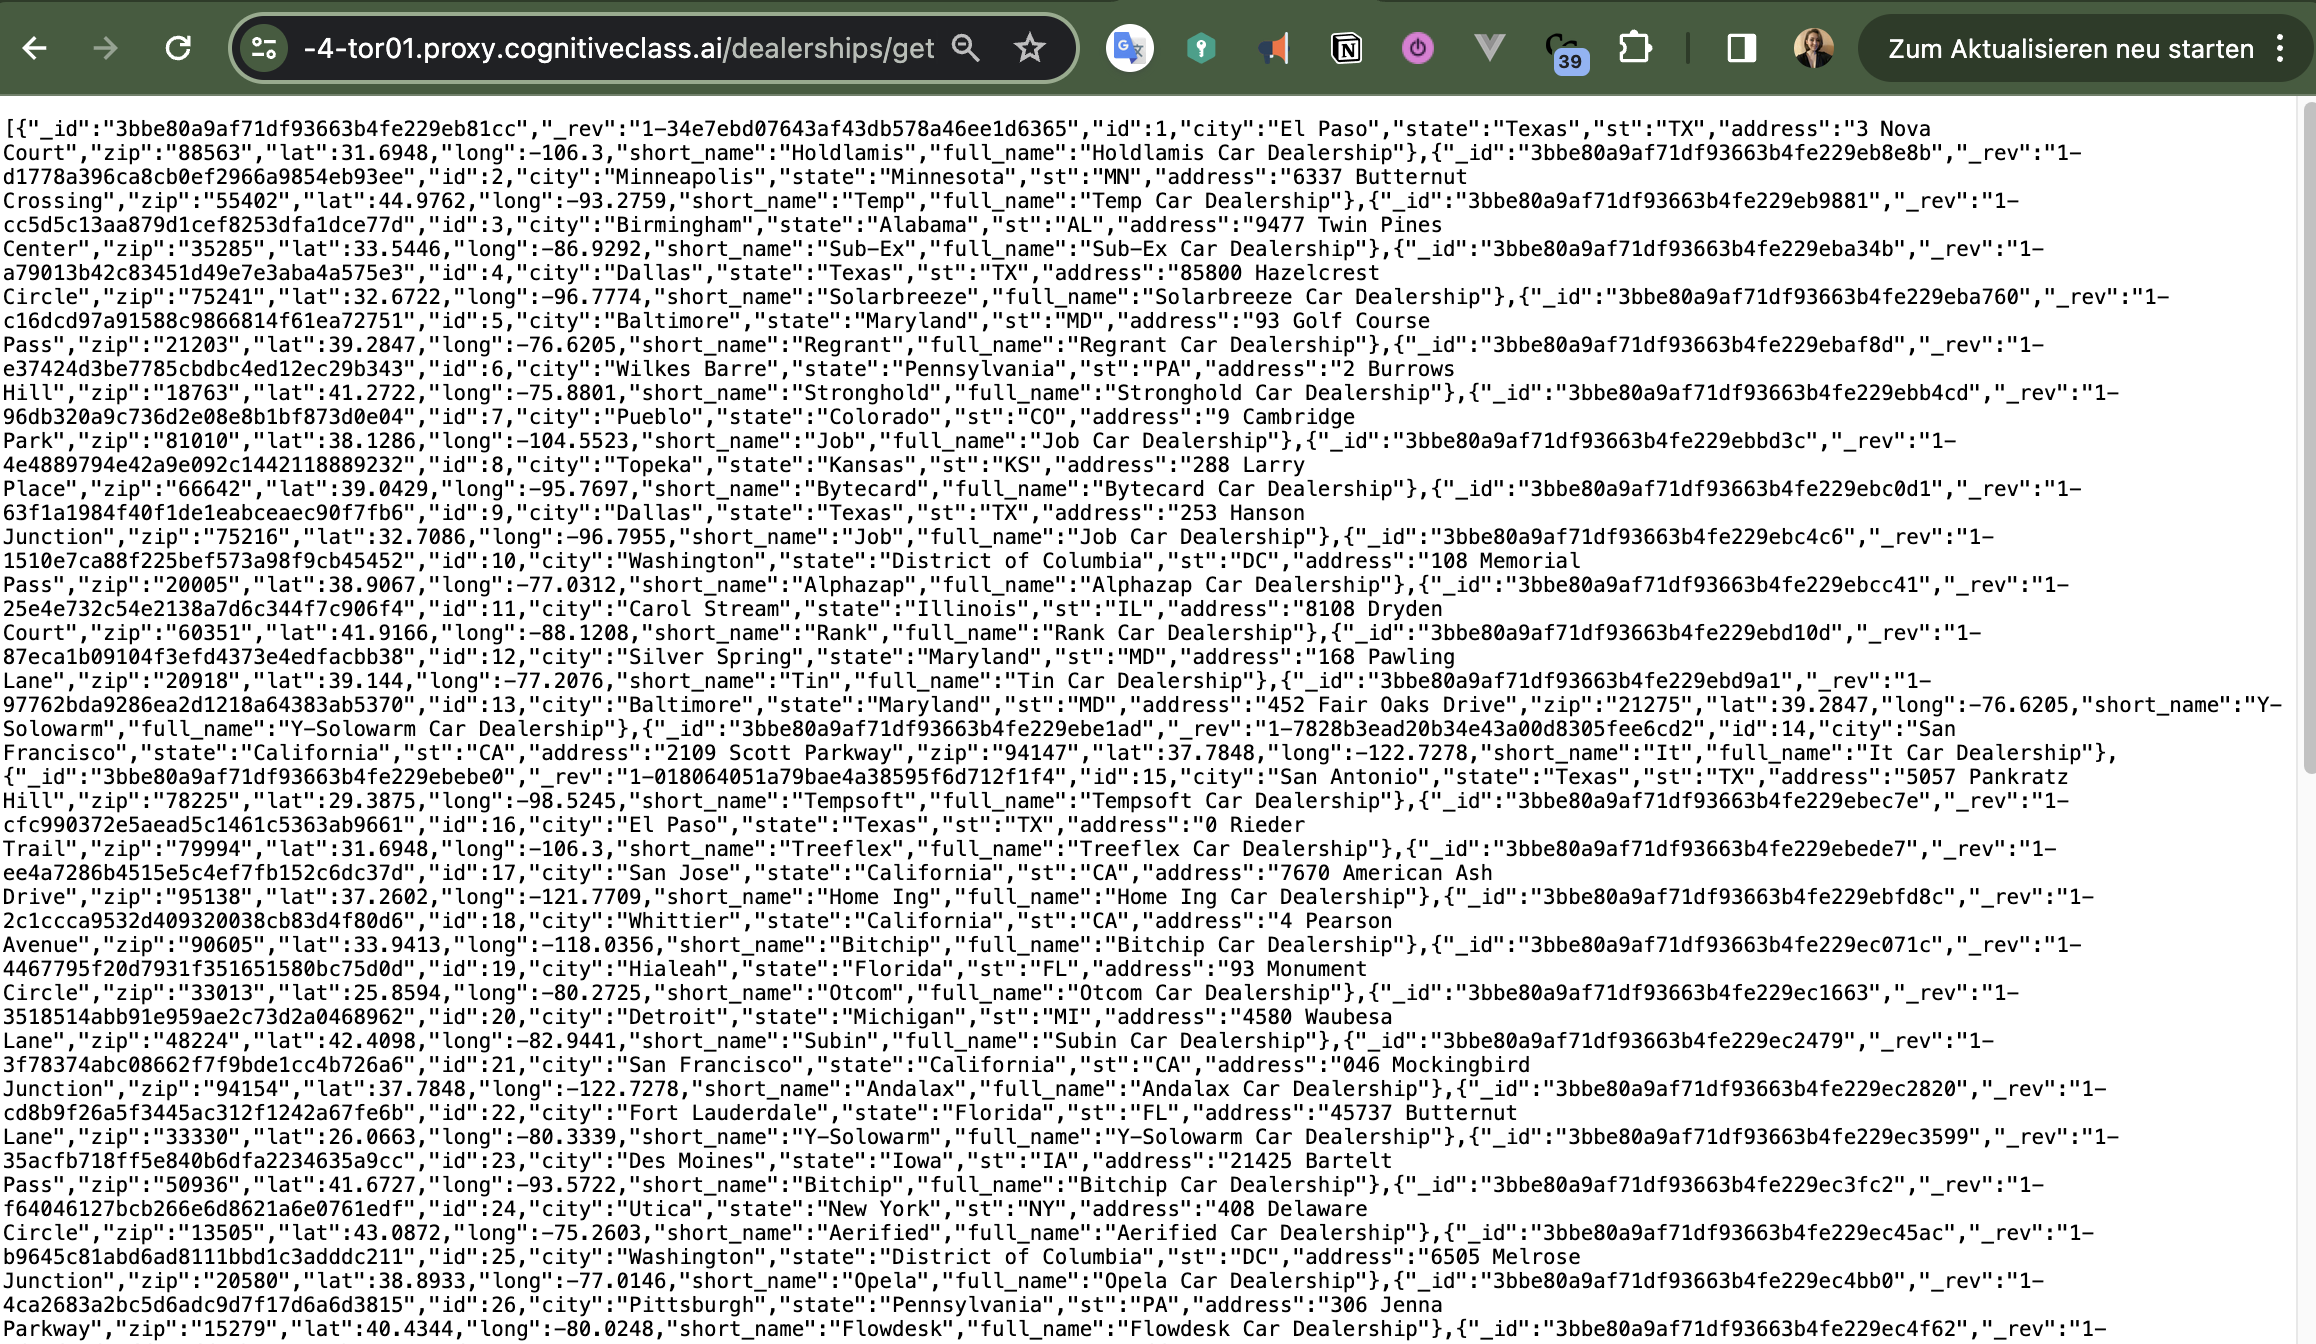 -4-tor01.proxy.cognitiveclass.ai/dealerships/get
39
Zum Aktualisieren neu starten
[{"_id":"3bbe80a9af71df93663b4fe229eb81cc","_rev":"1-34e7ebd07643af43db578a46ee1d6365","id":1,"city":"El Paso","state":"Texas","st":"TX","address":"3 Nova
Court","zip":"88563","lat":31.6948,"long":-106.3,"short_name":"Holdlamis","full_name":"Holdlamis Car Dealership"},{"_id":"3bbe80a9af71df93663b4fe229eb8e8b","_rev":"1-
d1778a396ca8cb0ef2966a9854eb93ee","id":2,"city":"Minneapolis","state":"Minnesota","st":"MN","address":"6337 Butternut
Crossing","zip":"55402","lat":44.9762,"long":-93.2759,"short_name":"Temp","full_name":"Temp Car Dealership"},{"_id":"3bbe80a9af71df93663b4fe229eb9881","_rev":"1-
cc5d5c13aa879d1cef8253dfa1dce77d","id":3,"city":"Birmingham","state":"Alabama","st":"AL","address":"9477 Twin Pines
Center","zip":"35285","lat":33.5446,"long":-86.9292,"short_name":"Sub-Ex","full_name":"Sub-Ex Car Dealership"},{"_id":"3bbe80a9af71df93663b4fe229eba34b","_rev":"1-
a79013b42c83451d49e7e3aba4a575e3","id":4,"city":"Dallas","state":"Texas","st":"TX","address":"85800 Hazelcrest
Circle","zip":"75241","lat":32.6722,"long":-96.7774,"short_name":"Solarbreeze","full_name":"Solarbreeze Car Dealership"},{"_id":"3bbe80a9af71df93663b4fe229eba760","_rev":"1-
c16dcd97a91588c9866814f61ea72751","id":5,"city":"Baltimore","state":"Maryland","st":"MD","address":"93 Golf Course
Pass","zip":"21203","lat":39.2847,"long":-76.6205,"short_name":"Regrant","full_name":"Regrant Car Dealership"},{"_id":"3bbe80a9af71df93663b4fe229ebaf8d","_rev":"1-
e37424d3be7785cbdbc4ed12ec29b343","id":6,"city":"Wilkes Barre","state":"Pennsylvania","st":"PA","address":"2 Burrows
Hill","zip":"18763","lat":41.2722,"long":-75.8801,"short_name":"Stronghold","full_name":"Stronghold Car Dealership"},{"_id":"3bbe80a9af71df93663b4fe229ebb4cd","_rev":"1-
96db320a9c736d2e08e8b1bf873d0e04","id":7,"city":"Pueblo","state":"Colorado","st":"CO","address":"9 Cambridge
Park","zip":"81010","lat":38.1286,"long":-104.5523,"short_name":"Job","full_name":"Job Car Dealership"},{"_id":"3bbe80a9af71df93663b4fe229ebbd3c","_rev":"1-
4e4889794e42a9e092c1442118889232","id":8,"city":"Topeka","state":"Kansas","st":"KS","address":"288 Larry
Place","zip":"66642","lat":39.0429,"long":-95.7697,"short_name":"Bytecard","full_name":"Bytecard Car Dealership"},{"_id":"3bbe80a9af71df93663b4fe229ebc0d1","_rev":"1-
63f1a1984f40f1de1eabceaec90f7fb6","id":9,"city":"Dallas","state":"Texas","st":"TX","address":"253 Hanson
Junction","zip":"75216","lat":32.7086,"long":-96.7955,"short_name":"Job","full_name":"Job Car Dealership"},{"_id":"3bbe80a9af71df93663b4fe229ebc4c6","_rev":"1-
1510e7ca88f225bef573a98f9cb45452","id":10,"city":"Washington","state":"District of Columbia","st":"DC","address":"108 Memorial
Pass","zip":"20005","lat":38.9067,"long":-77.0312,"short_name":"Alphazap","full_name":"Alphazap Car Dealership"},{"_id":"3bbe80a9af71df93663b4fe229ebcc41","_rev":"1-
25e4e732c54e2138a7d6c344f7c906f4","id":11,"city":"Carol Stream","state":"Illinois","st":"IL","address":"8108 Dryden
Court","zip":"60351","lat":41.9166,"long":-88.1208,"short_name":"Rank","full_name":"Rank Car Dealership"},{"_id":"3bbe80a9af71df93663b4fe229ebd10d","_rev":"1-
87eca1b09104f3efd4373e4edfacbb38","id":12,"city":"Silver Spring","state":"Maryland","st":"MD","address":"168 Pawling
Lane","zip":"20918","lat":39.144,"long":-77.2076,"short_name":"Tin","full_name":"Tin Car Dealership"},{"_id":"3bbe80a9af71df93663b4fe229ebd9a1","_rev":"1-
97762bda9286ea2d1218a64383ab5370","id":13,"city":"Baltimore","state":"Maryland","st":"MD","address":"452 Fair Oaks Drive","zip":"21275","lat":39.2847,"long":-76.6205,"short_name":"Y-
Solowarm","full_name":"Y-Solowarm Car Dealership"},{"_id":"3bbe80a9af71df93663b4fe229ebe1ad","_rev":"1-7828b3ead20b34e43a00d8305fee6cd2","id":14,"city":"San
Francisco","state":"California","st":"CA","address":"2109 Scott Parkway","zip":"94147","lat":37.7848,"long":-122.7278,"short_name":"It","full_name":"It Car Dealership"},
{"_id":"3bbe80a9af71df93663b4fe229ebebe0","_rev":"1-018064051a79bae4a38595f6d712f1f4","id":15,"city":"San Antonio","state":"Texas","st":"TX","address":"5057 Pankratz
Hill","zip":"78225","lat":29.3875,"long":-98.5245,"short_name":"Tempsoft","full_name":"Tempsoft Car Dealership"},{"_id":"3bbe80a9af71df93663b4fe229ebec7e","_rev":"1-
cfc990372e5aead5c1461c5363ab9661","id":16,"city":"El Paso","state":"Texas","st":"TX","address":"0 Rieder
Trail","zip":"79994","lat":31.6948,"long":-106.3,"short_name":"Treeflex","full_name":"Treeflex Car Dealership"},{"_id":"3bbe80a9af71df93663b4fe229ebede7","_rev":"1-
ee4a7286b4515e5c4ef7fb152c6dc37d","id":17,"city":"San Jose","state":"California","st":"CA","address":"7670 American Ash
Drive","zip":"95138","lat":37.2602,"long":-121.7709,"short_name":"Home Ing","full_name":"Home Ing Car Dealership"},{"_id":"3bbe80a9af71df93663b4fe229ebfd8c","_rev":"1-
2c1ccca9532d409320038cb83d4f80d6","id":18,"city":"Whittier","state":"California","st":"CA","address":"4 Pearson
Avenue","zip":"90605","lat":33.9413,"long":-118.0356,"short_name":"Bitchip","full_name":"Bitchip Car Dealership"},{"_id":"3bbe80a9af71df93663b4fe229ec071c","_rev":"1-
4467795f20d7931f351651580bc75d0d","id":19,"city":"Hialeah","state":"Florida","st":"FL","address":"93 Monument
Circle","zip":"33013","lat":25.8594,"long":-80.2725,"short_name":"Otcom","full_name":"Otcom Car Dealership"},{"_id":"3bbe80a9af71df93663b4fe229ec1663","_rev":"1-
3518514abb91e959ae2c73d2a0468962","id":20,"city":"Detroit","state":"Michigan","st":"MI","address":"4580 Waubesa
Lane","zip":"48224","lat":42.4098,"long":-82.9441,"short_name":"Subin","full_name":"Subin Car Dealership"},{"_id":"3bbe80a9af71df93663b4fe229ec2479","_rev":"1-
3f78374abc08662f7f9bde1cc4b726a6","id":21,"city":"San Francisco","state":"California","st":"CA","address":"046 Mockingbird
Junction","zip":"94154","lat":37.7848,"long":-122.7278,"short_name":"Andalax","full_name":"Andalax Car Dealership"},{"_id":"3bbe80a9af71df93663b4fe229ec2820","_rev":"1-
cd8b9f26a5f3445ac312f1242a67fe6b","id":22,"city":"Fort Lauderdale","state":"Florida","st":"FL","address":"45737 Butternut
Lane","zip":"33330","lat":26.0663,"long":-80.3339,"short_name":"Y-Solowarm","full_name":"Y-Solowarm Car Dealership"},{"_id":"3bbe80a9af71df93663b4fe229ec3599","_rev":"1-
35acfb718ff5e840b6dfa2234635a9cc","id":23,"city":"Des Moines","state":"Iowa","st":"IA","address":"21425 Bartelt
Pass","zip":"50936","lat":41.6727,"long":-93.5722,"short_name":"Bitchip","full_name":"Bitchip Car Dealership"},{"_id":"3bbe80a9af71df93663b4fe229ec3fc2","_rev":"1-
f64046127bcb266e6d8621a6e0761edf","id":24,"city":"Utica","state":"New York","st":"NY","address":"408 Delaware
Circle","zip":"13505","lat":43.0872,"long":-75.2603,"short_name":"Aerified","full_name":"Aerified Car Dealership"},{"_id":"3bbe80a9af71df93663b4fe229ec45ac","_rev":"1-
b9645c81abd6ad8111bbd1c3adddc211","id":25,"city":"Washington","state":"District of Columbia","st":"DC","address":"6505 Melrose
Junction","zip":"20580","lat":38.8933,"long":-77.0146,"short_name":"Opela","full_name":"Opela Car Dealership"},{"_id":"3bbe80a9af71df93663b4fe229ec4bb0","_rev":"1-
4ca2683a2bc5d6adc9d7f17d6a6d3815","id":26,"city":"Pittsburgh","state":"Pennsylvania","st":"PA","address":"306 Jenna
Parkway","zip":"15279","lat":40.4344,"long":-80.0248,"short_name":"Flowdesk","full_name":"Flowdesk Car Dealership"},{"_id":"3bbe80a9af71df93663b4fe229ec4f62","_rev":"1-